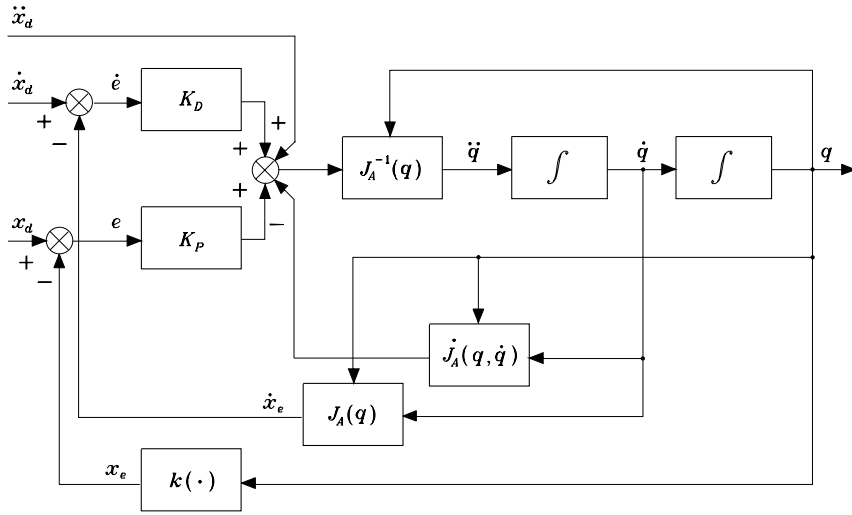 ẍ_d
ẋ_d
ė
K_D
+
−
+
+
J_A⁻¹(q)
q̈
∫
q̇
∫
q
x_d
e
K_P
+
−
+
−
J̇_A(q, q̇)
ẋ_e
J_A(q)
x_e
k(·)